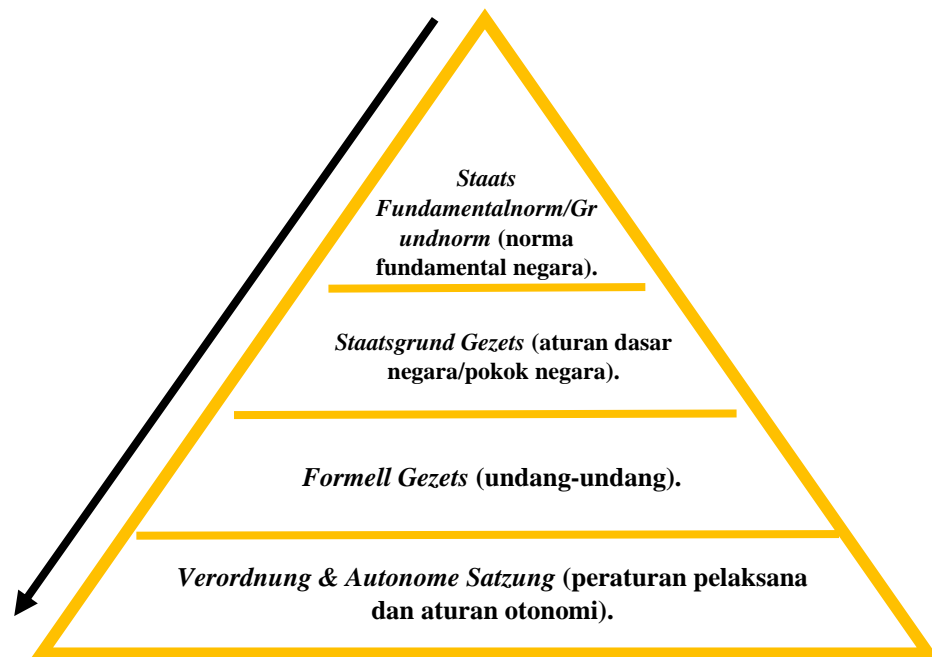 Staats
Fundamentalnorm/Gr
undnorm (norma
fundamental negara).
Staatsgrund Gezets (aturan dasar
negara/pokok negara).
Formell Gezets (undang-undang).
Verordnung & Autonome Satzung (peraturan pelaksana
dan aturan otonomi).